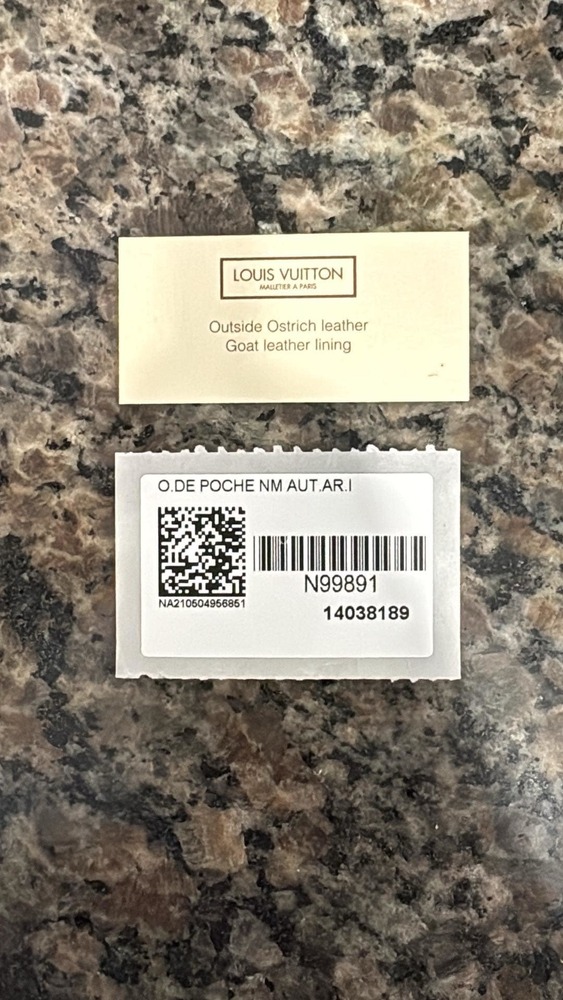 LOUIS VUITTON
MALLETIER A PARIS
Outside Ostrich leather
Goat leather lining
O.DE POCHE NM AUT.AR.I
N99891
NA210504956851
14038189